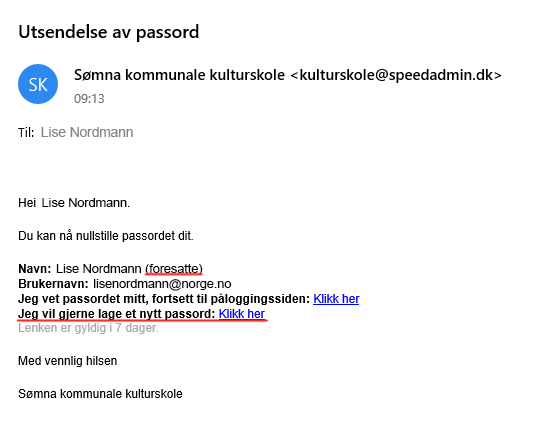 Utsendelse av passord
SK
Sømna kommunale kulturskole <kulturskole@speedadmin.dk>
09:13
Til: Lise Nordmann
Hei Lise Nordmann.
Du kan nå nullstille passordet dit.
Navn: Lise Nordmann (foresatte)
Brukernavn: lisenordmann@norge.no
Jeg vet passordet mitt, fortsett til påloggingssiden: Klikk her
Jeg vil gjerne lage et nytt passord: Klikk her
Lenken er gyldig i 7 dager.
Med vennlig hilsen
Sømna kommunale kulturskole